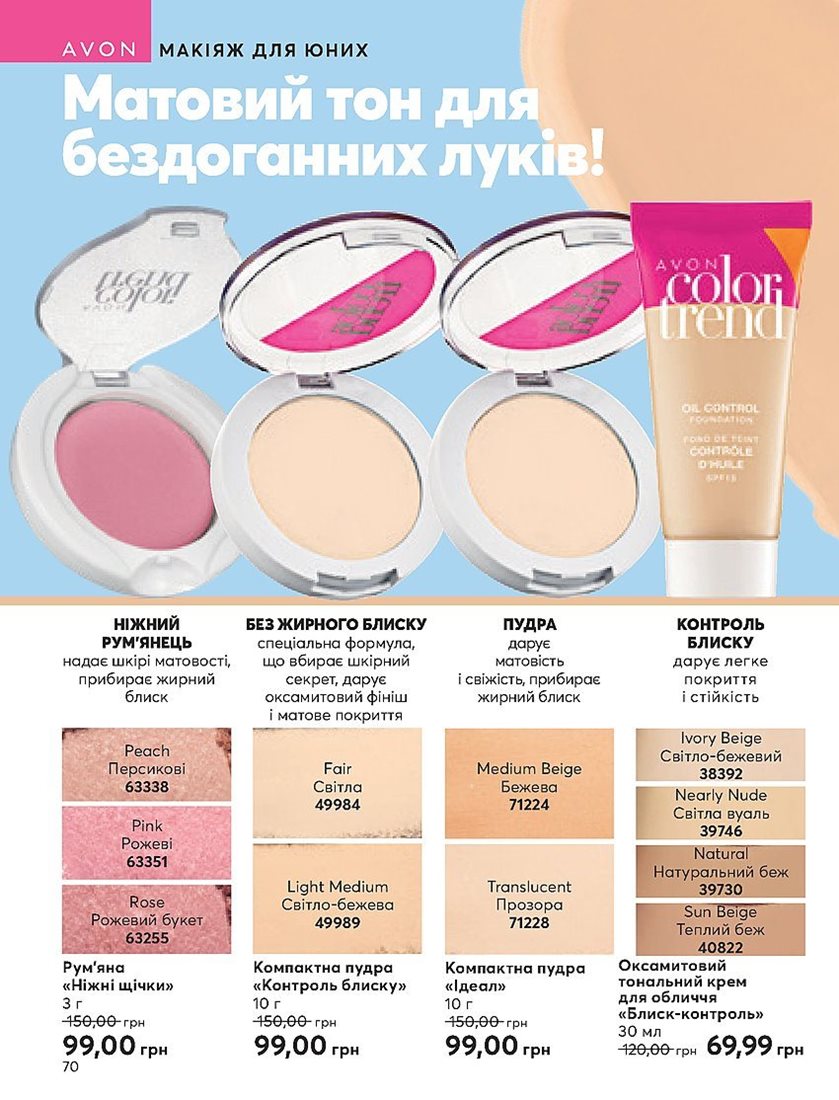 AVON
МАКІЯЖ ДЛЯ ЮНИХ
Матовий тон для
бездоганних луків!
color
trend
AVON
AVON
color
trend
OIL CONTROL
FOUNDATION
FOND DE TEINT
CONTRÔLE
D'HUILE
SPF15
НІЖНИЙ
РУМ'ЯНЕЦЬ
надає шкірі матовості,
прибирає жирний
блиск
БЕЗ ЖИРНОГО БЛИСКУ
спеціальна формула,
що вбирає шкірний
секрет, дарує
оксамитовий фініш
і матове покриття
ПУДРА
дарує
матовість
і свіжість, прибирає
жирний блиск
КОНТРОЛЬ
БЛИСКУ
дарує легке
покриття
і стійкість
Peach
Персикові
63338
Pink
Рожеві
63351
Rose
Рожевий букет
63255
Fair
Світла
49984
Light Medium
Світло-бежева
49989
Medium Beige
Бежева
71224
Translucent
Прозора
71228
Ivory Beige
Світло-бежевий
38392
Nearly Nude
Світла вуаль
39746
Natural
Натуральний беж
39730
Sun Beige
Теплий беж
40822
Рум'яна
«Ніжні щічки»
3 г
150,00 грн
99,00 грн
Компактна пудра
«Контроль блиску»
10 г
150,00 грн
99,00 грн
Компактна пудра
«Ідеал»
10 г
150,00 грн
99,00 грн
Оксамитовий
тональний крем
для обличчя
«Блиск-контроль»
30 мл
120,00 грн 69,99 грн
70